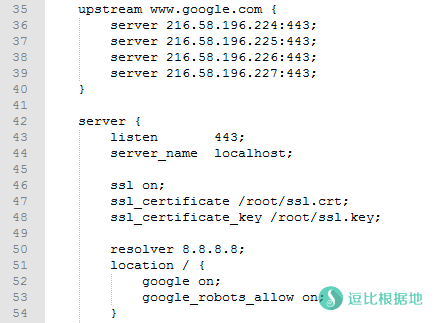 35 upstream www.google.com {
36 server 216.58.196.224:443;
37 server 216.58.196.225:443;
38 server 216.58.196.226:443;
39 server 216.58.196.227:443;
40 }
41
42 server {
43 listen 443;
44 server_name localhost;
45
46 ssl on;
47 ssl_certificate /root/ssl.crt;
48 ssl_certificate_key /root/ssl.key;
49
50 resolver 8.8.8.8;
51 location / {
52 google on;
53 google_robots_allow on;
54 }
逗比根据地